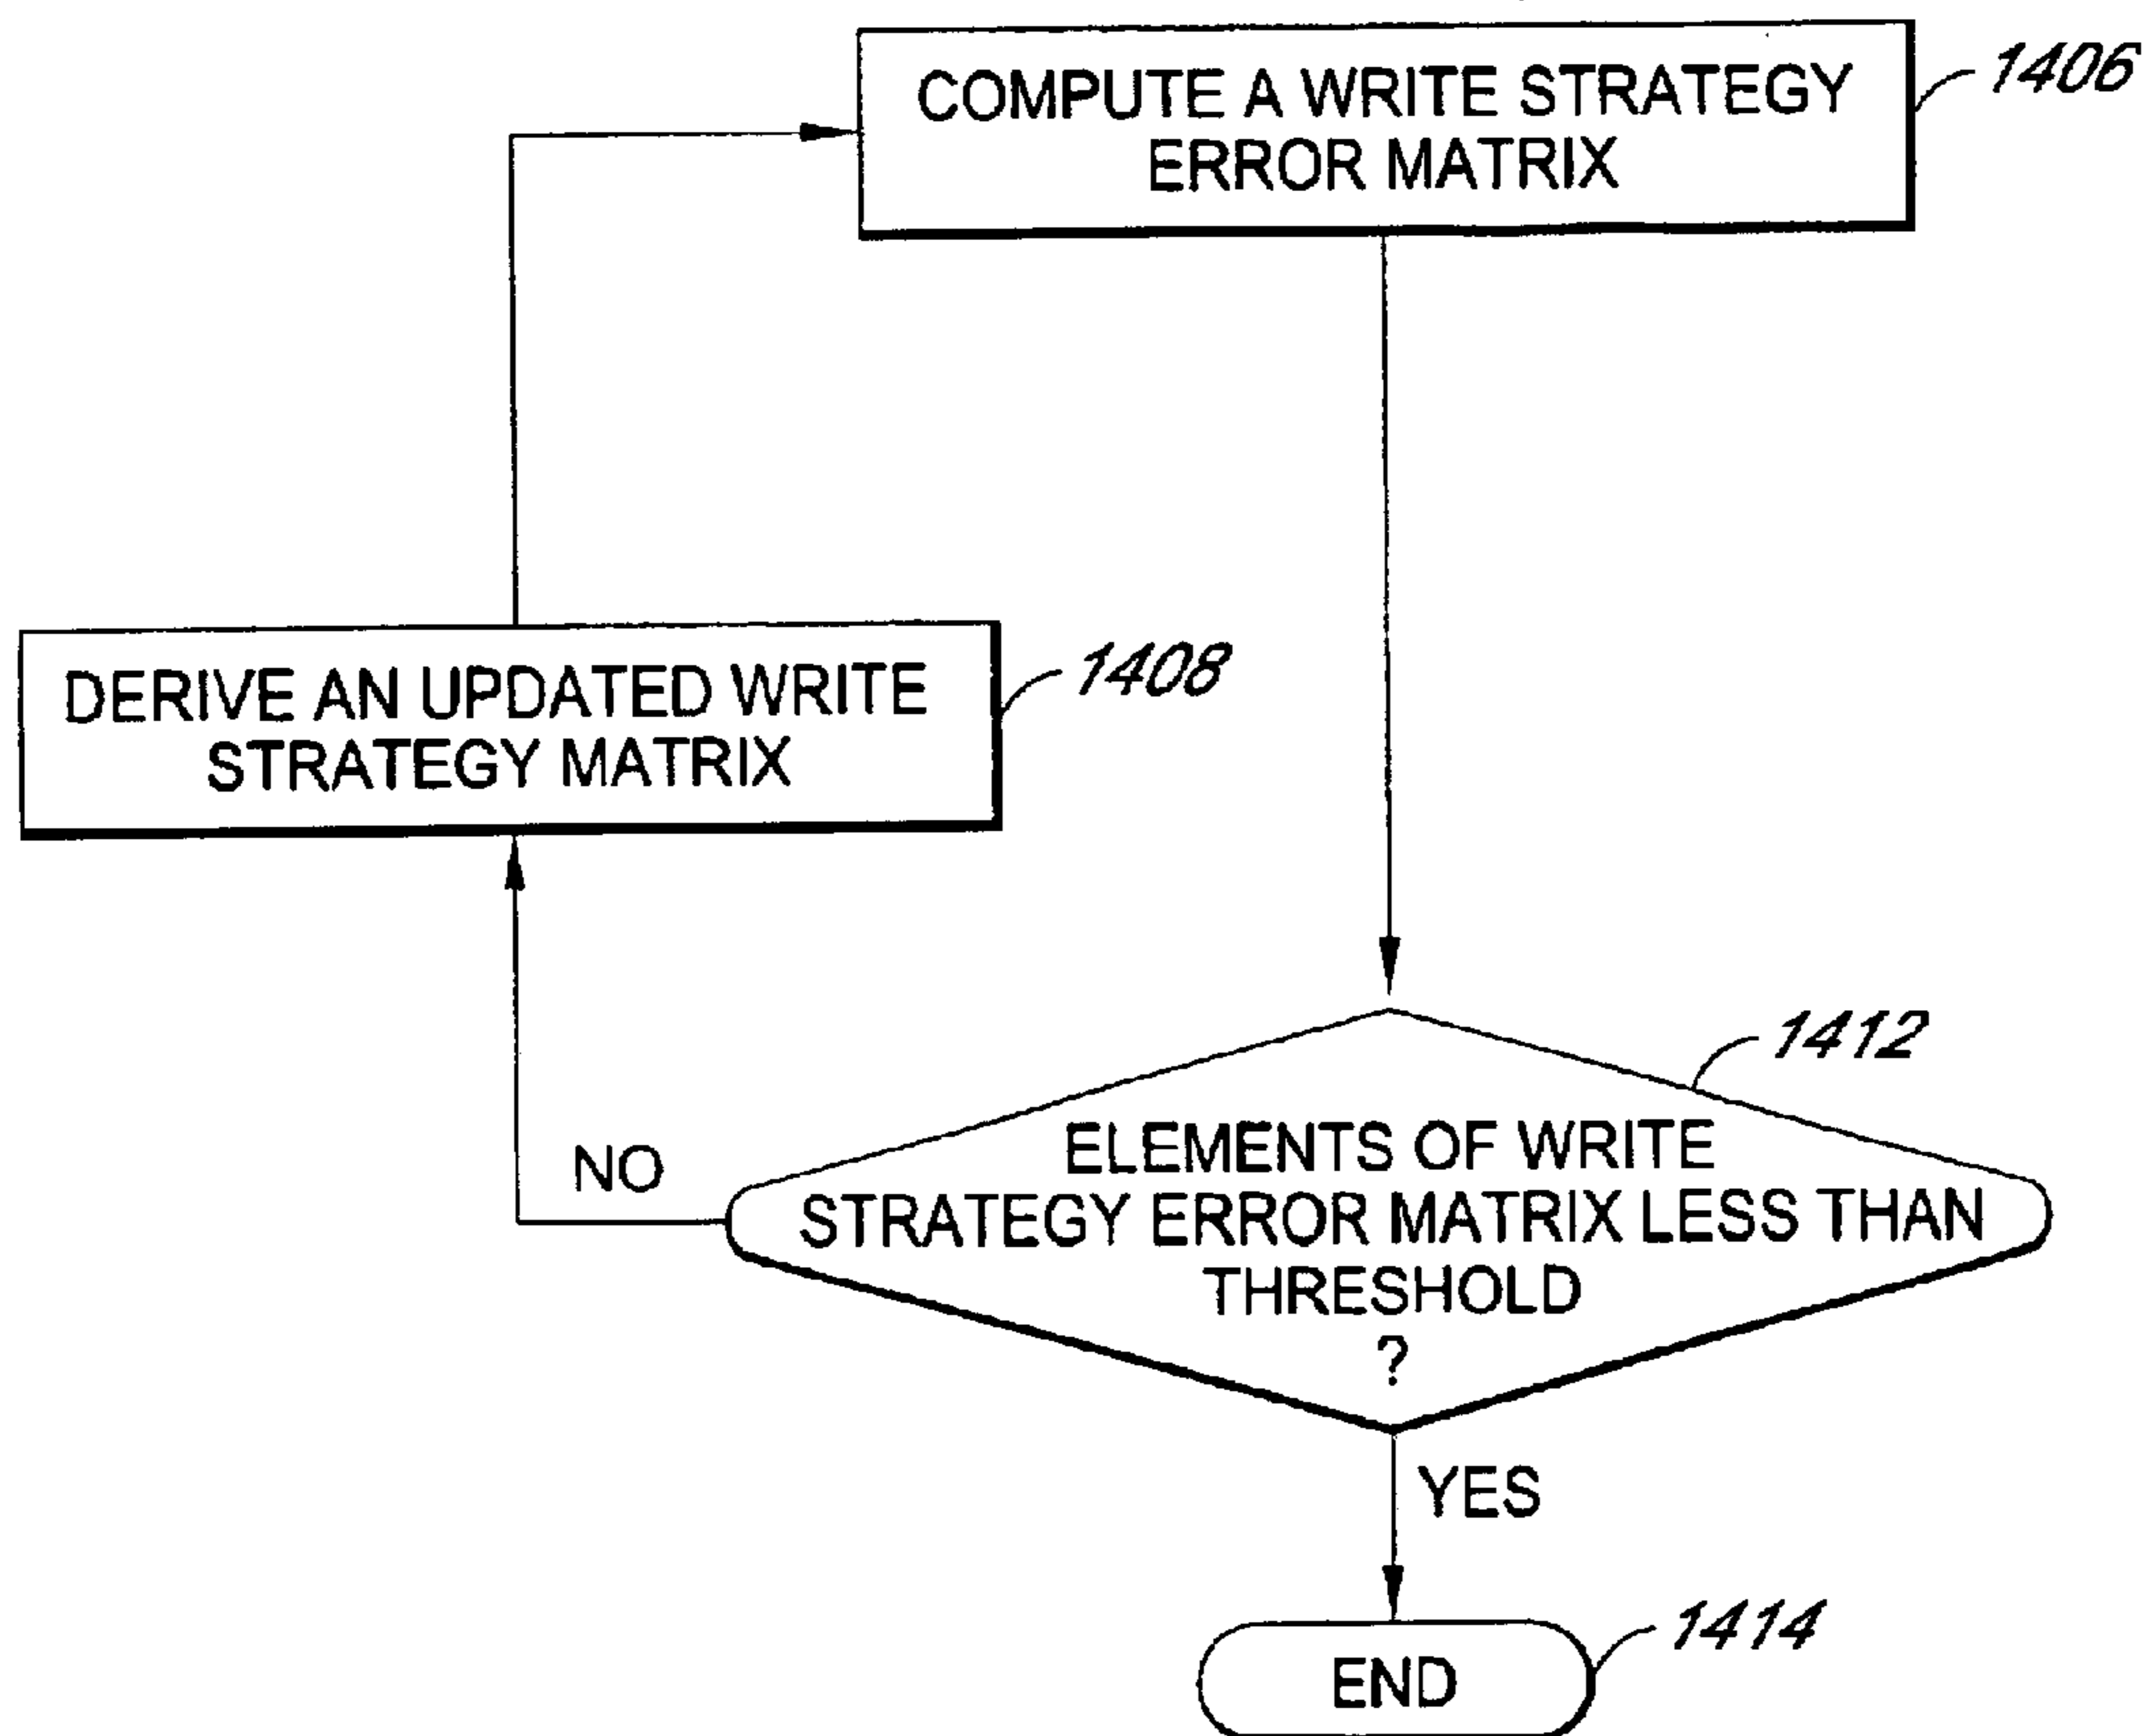 COMPUTE A WRITE STRATEGY
ERROR MATRIX
1406
DERIVE AN UPDATED WRITE
STRATEGY MATRIX
1408
1412
ELEMENTS OF WRITE
STRATEGY ERROR MATRIX LESS THAN
THRESHOLD
?
NO
YES
END
1414